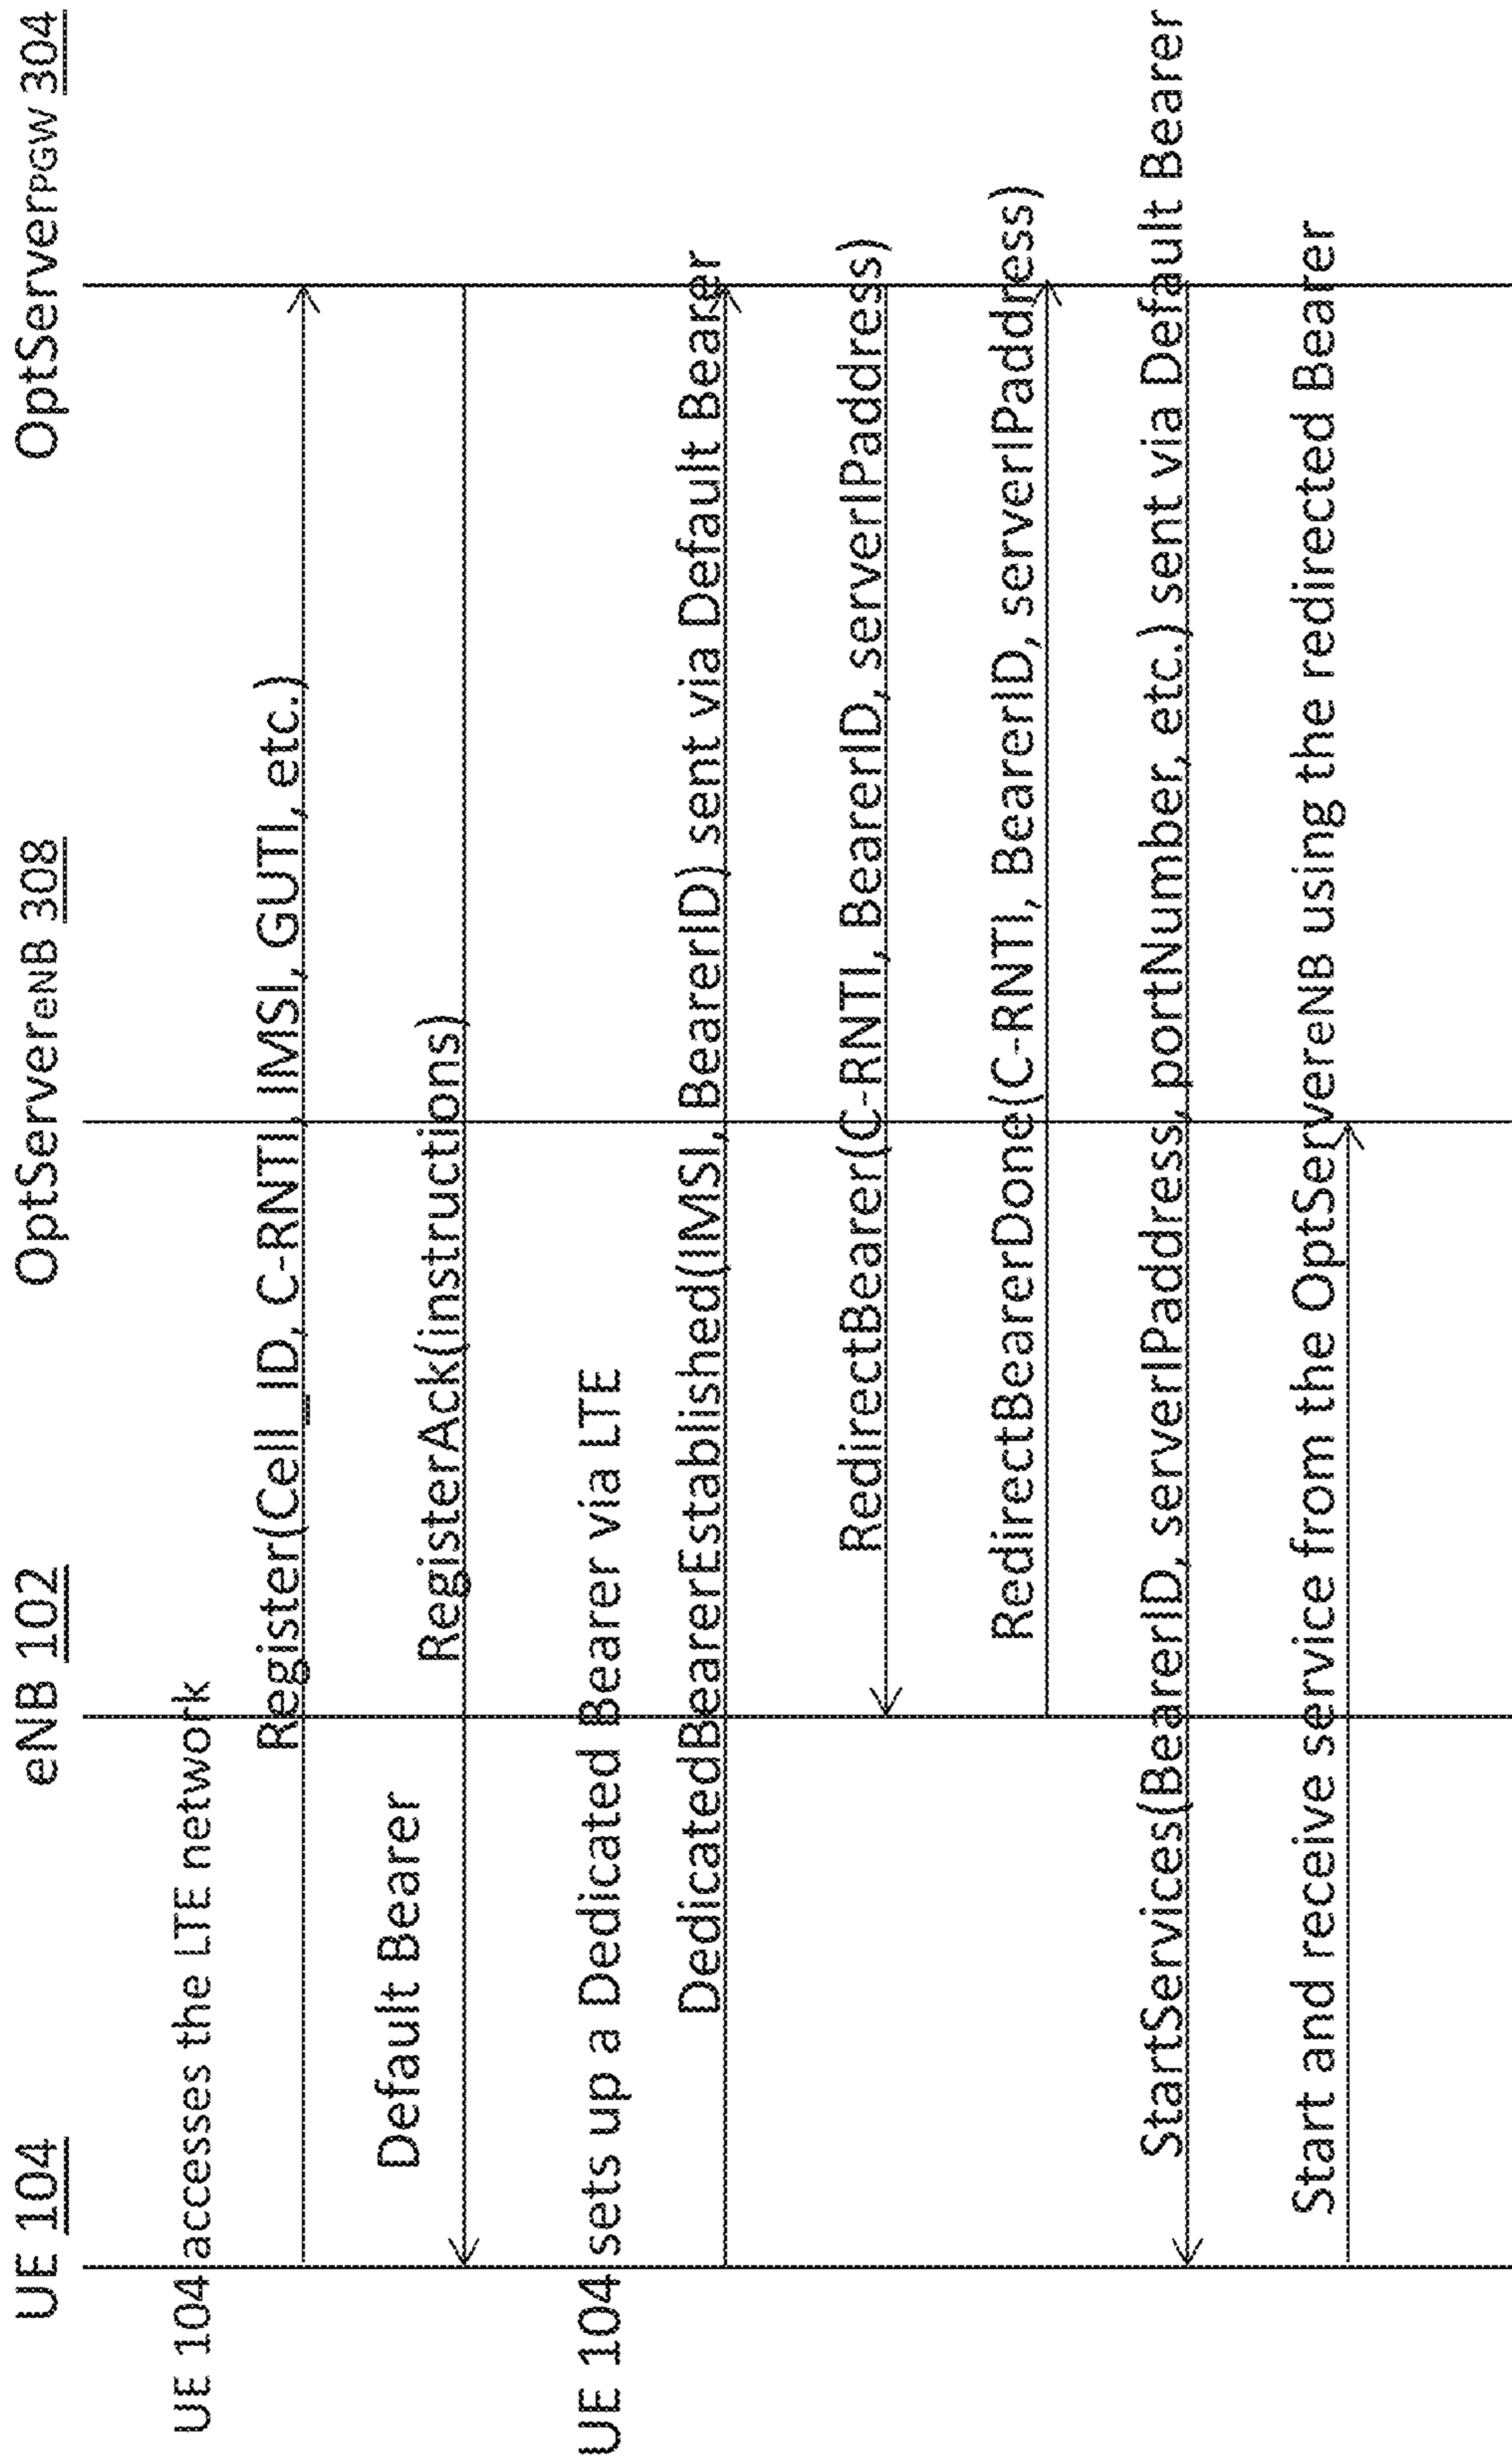 UE 104
eNB 102
OptServereNB 308
OptServerPGW 304
UE 104 accesses the LTE network
Register(Cell_ID, C-RNTI, IMSI, GUTI, etc.)
Default Bearer
RegisterAck(instructions)
UE 104 sets up a Dedicated Bearer via LTE
DedicatedBearerEstablished(IMSI, BearerID) sent via Default Bearer
RedirectBearer(C-RNTI, BearerID, serverIPaddress)
RedirectBearerDone(C-RNTI, BearerID, serverIPaddress)
StartServices(BearerID, serverIPaddress, portNumber, etc.) sent via Default Bearer
Start and receive service from the OptServereNB using the redirected Bearer